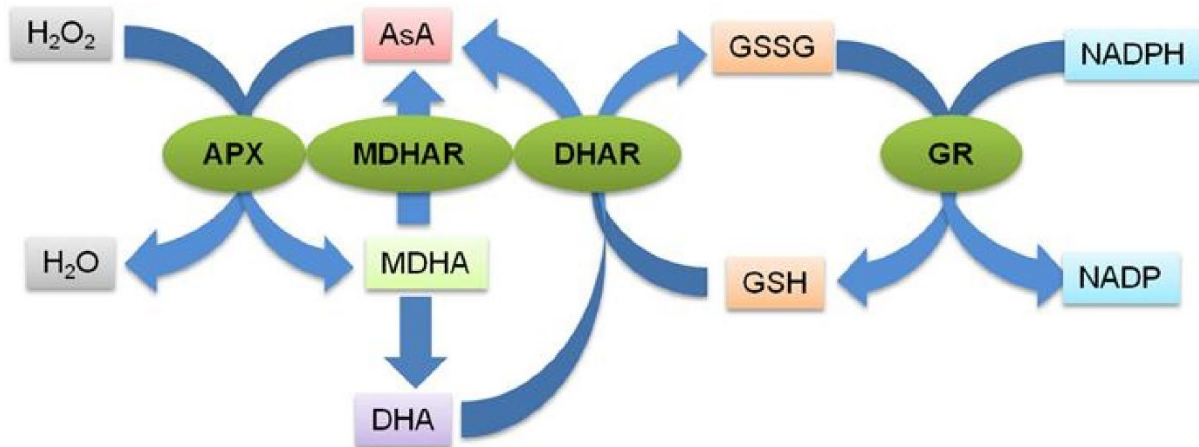 H₂O₂
AsA
GSSG
NADPH
APX
MDHAR
DHAR
GR
H₂O
MDHA
GSH
NADP
DHA